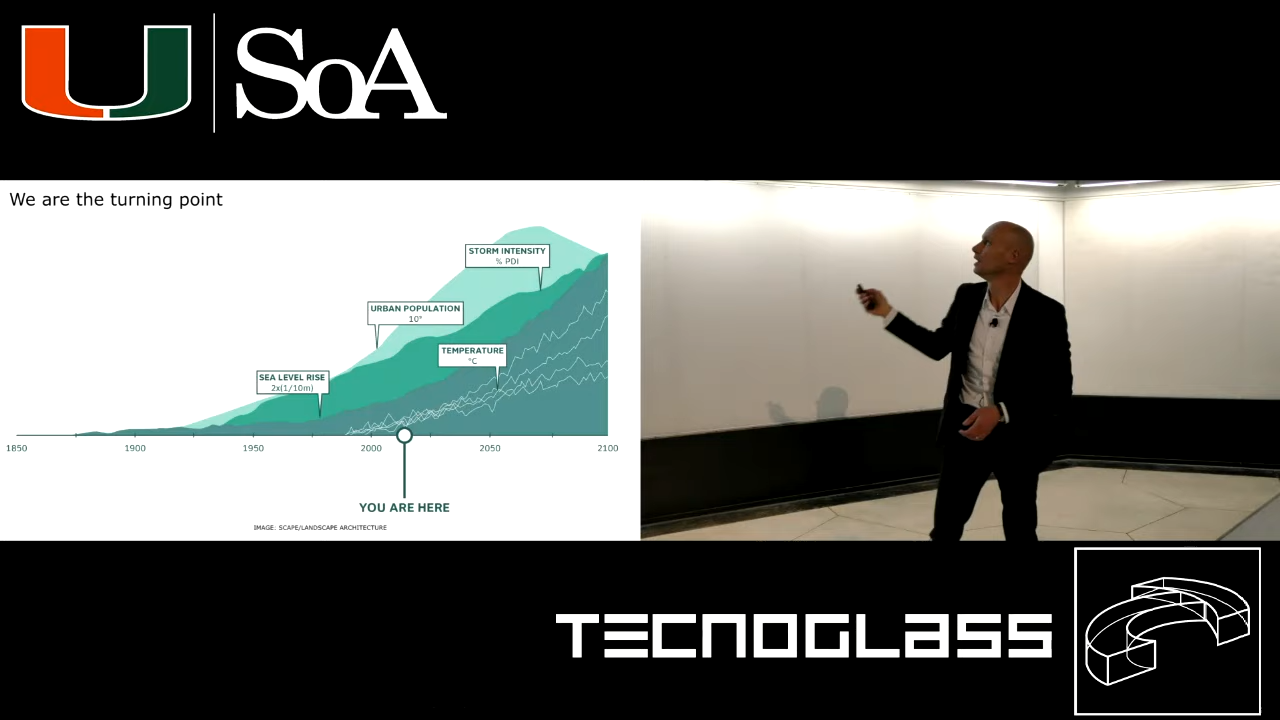 U SoA
We are the turning point
STORM INTENSITY
% PDI
URBAN POPULATION
10⁹
TEMPERATURE
°C
SEA LEVEL RISE
2x(1/10m)
1850 1900 1950 2000 2050 2100
YOU ARE HERE
IMAGE: SCAPE/LANDSCAPE ARCHITECTURE
TECNOGLASS